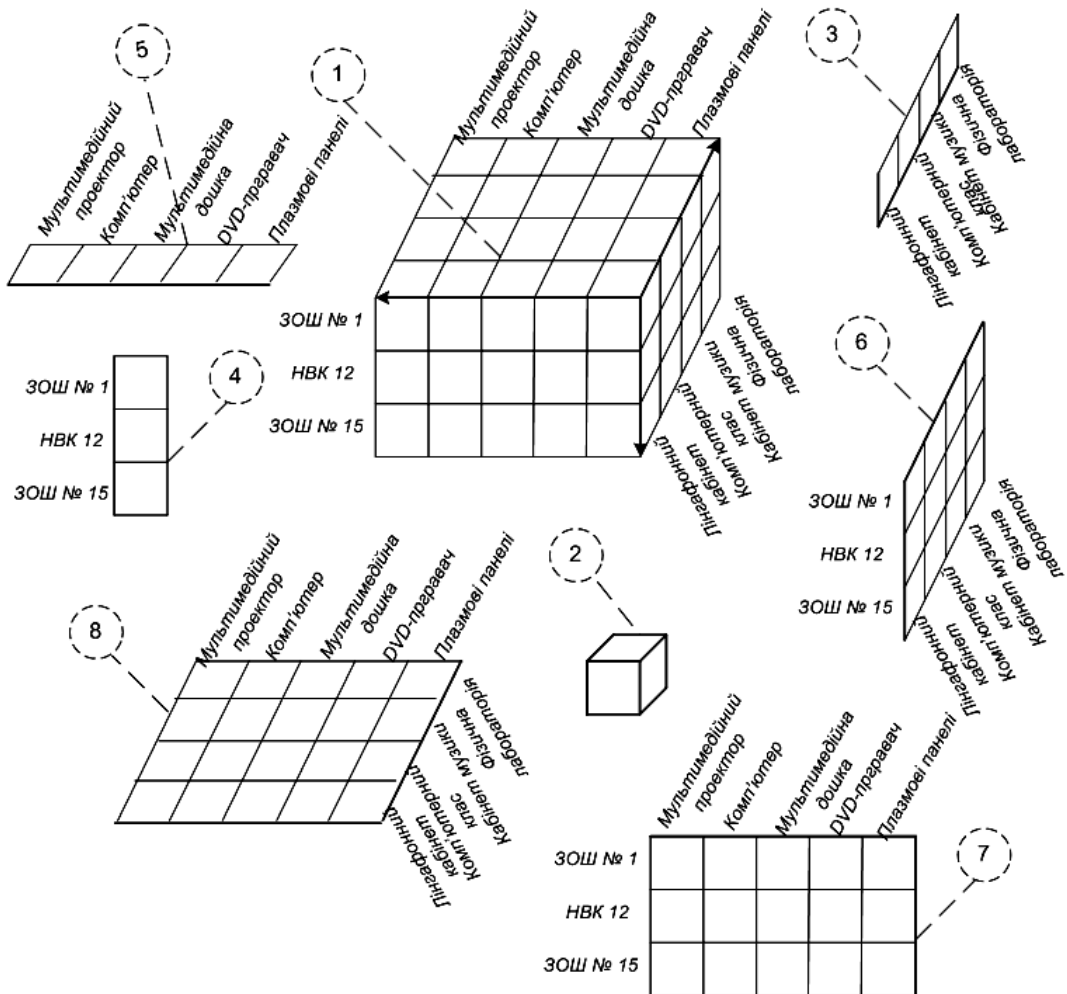 5
Мультимедійний
проектор
Комп'ютер
Мультимедійна
дошка
DVD-пргравач
Плазмові панелі
1
Мультимедійний
проектор
Комп'ютер
Мультимедійна
дошка
DVD-пргравач
Плазмові панелі
ЗОШ № 1
НВК 12
ЗОШ № 15
Лінгафонний
кабінет
Комп'ютерний
клас
Кабінет музики
Фізична
лабораторія
3
Лінгафонний
кабінет
Комп'ютерний
клас
Кабінет музики
Фізична
лабораторія
4
ЗОШ № 1
НВК 12
ЗОШ № 15
6
ЗОШ № 1
НВК 12
ЗОШ № 15
Лінгафонний
кабінет
Комп'ютерний
клас
Кабінет музики
Фізична
лабораторія
8
Мультимедійний
проектор
Комп'ютер
Мультимедійна
дошка
DVD-пргравач
Плазмові панелі
Лінгафонний
кабінет
Комп'ютерний
клас
Кабінет музики
Фізична
лабораторія
2
7
Мультимедійний
проектор
Комп'ютер
Мультимедійна
дошка
DVD-пргравач
Плазмові панелі
ЗОШ № 1
НВК 12
ЗОШ № 15